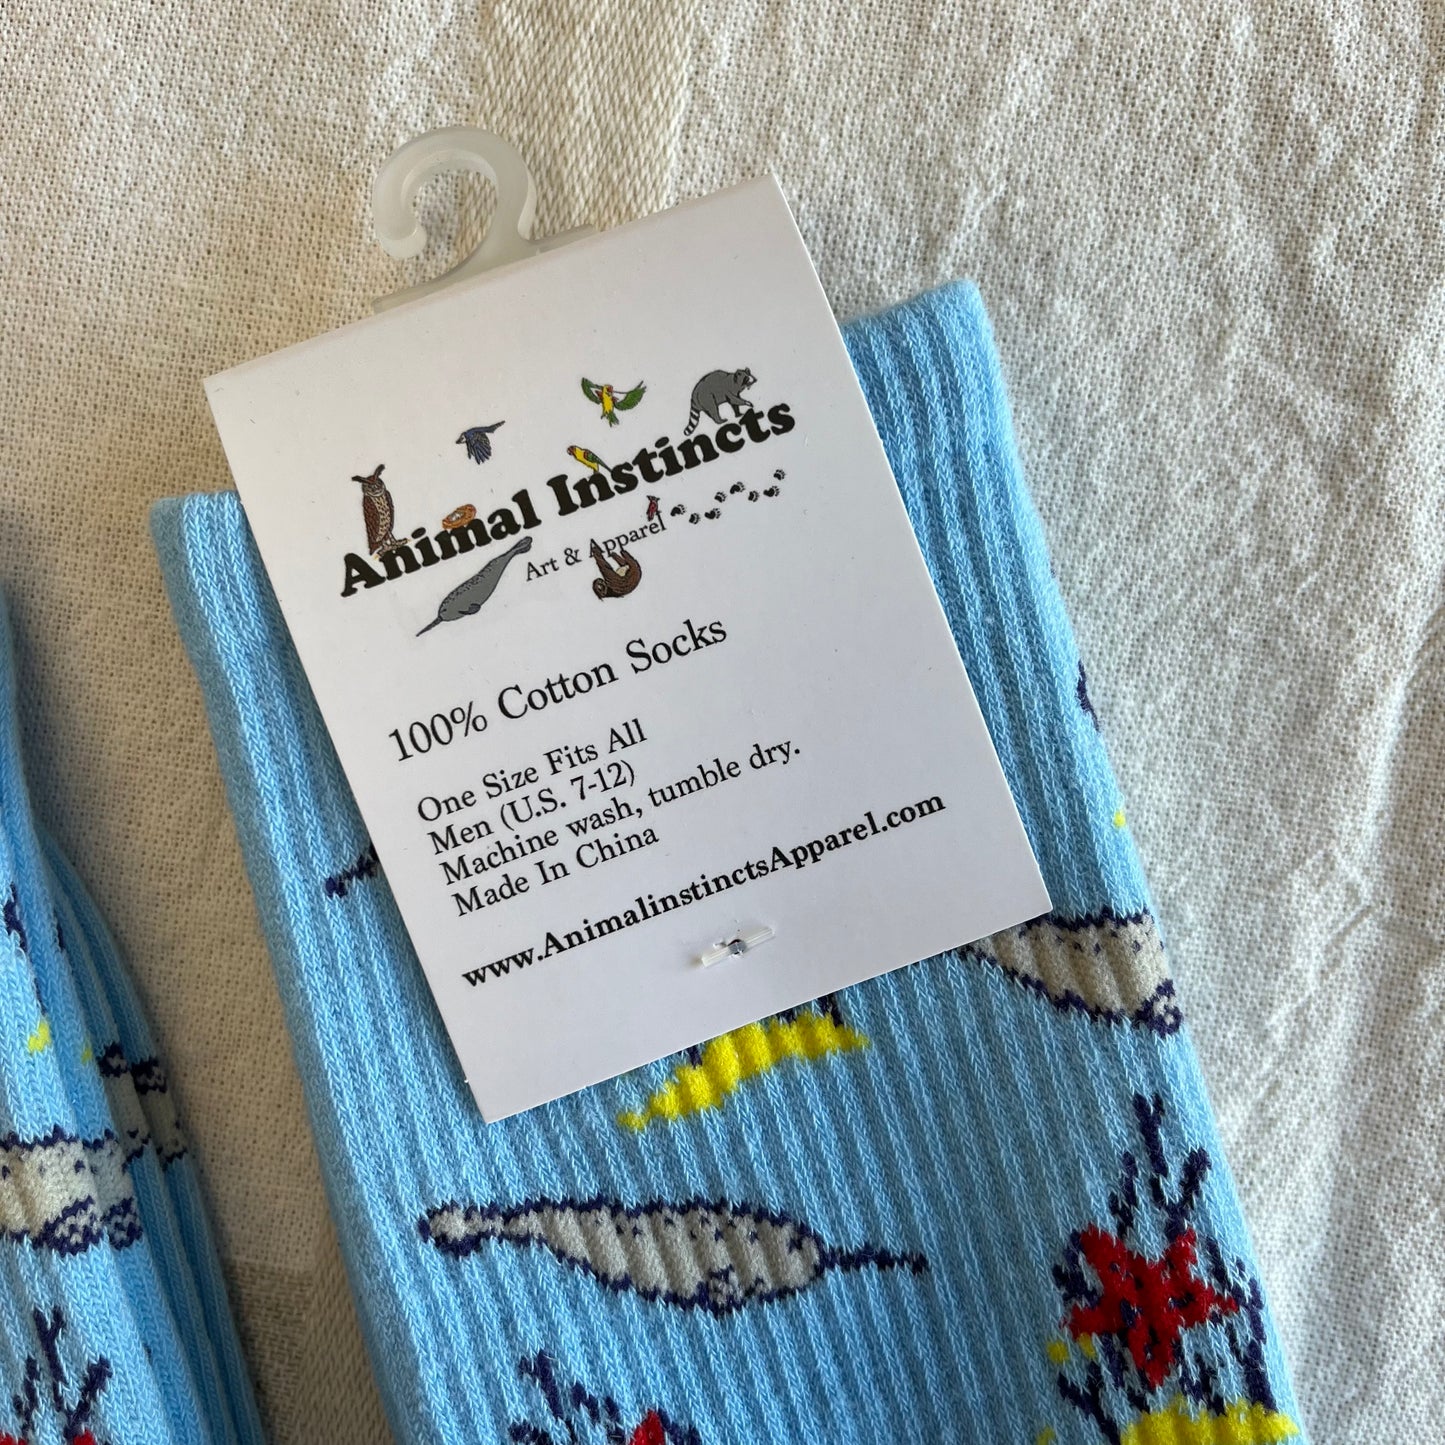 Animal Instincts
Art & Apparel
100% Cotton Socks
One Size Fits All
Men (U.S. 7-12)
Machine wash, tumble dry.
Made In China
www.AnimalinstinctsApparel.com